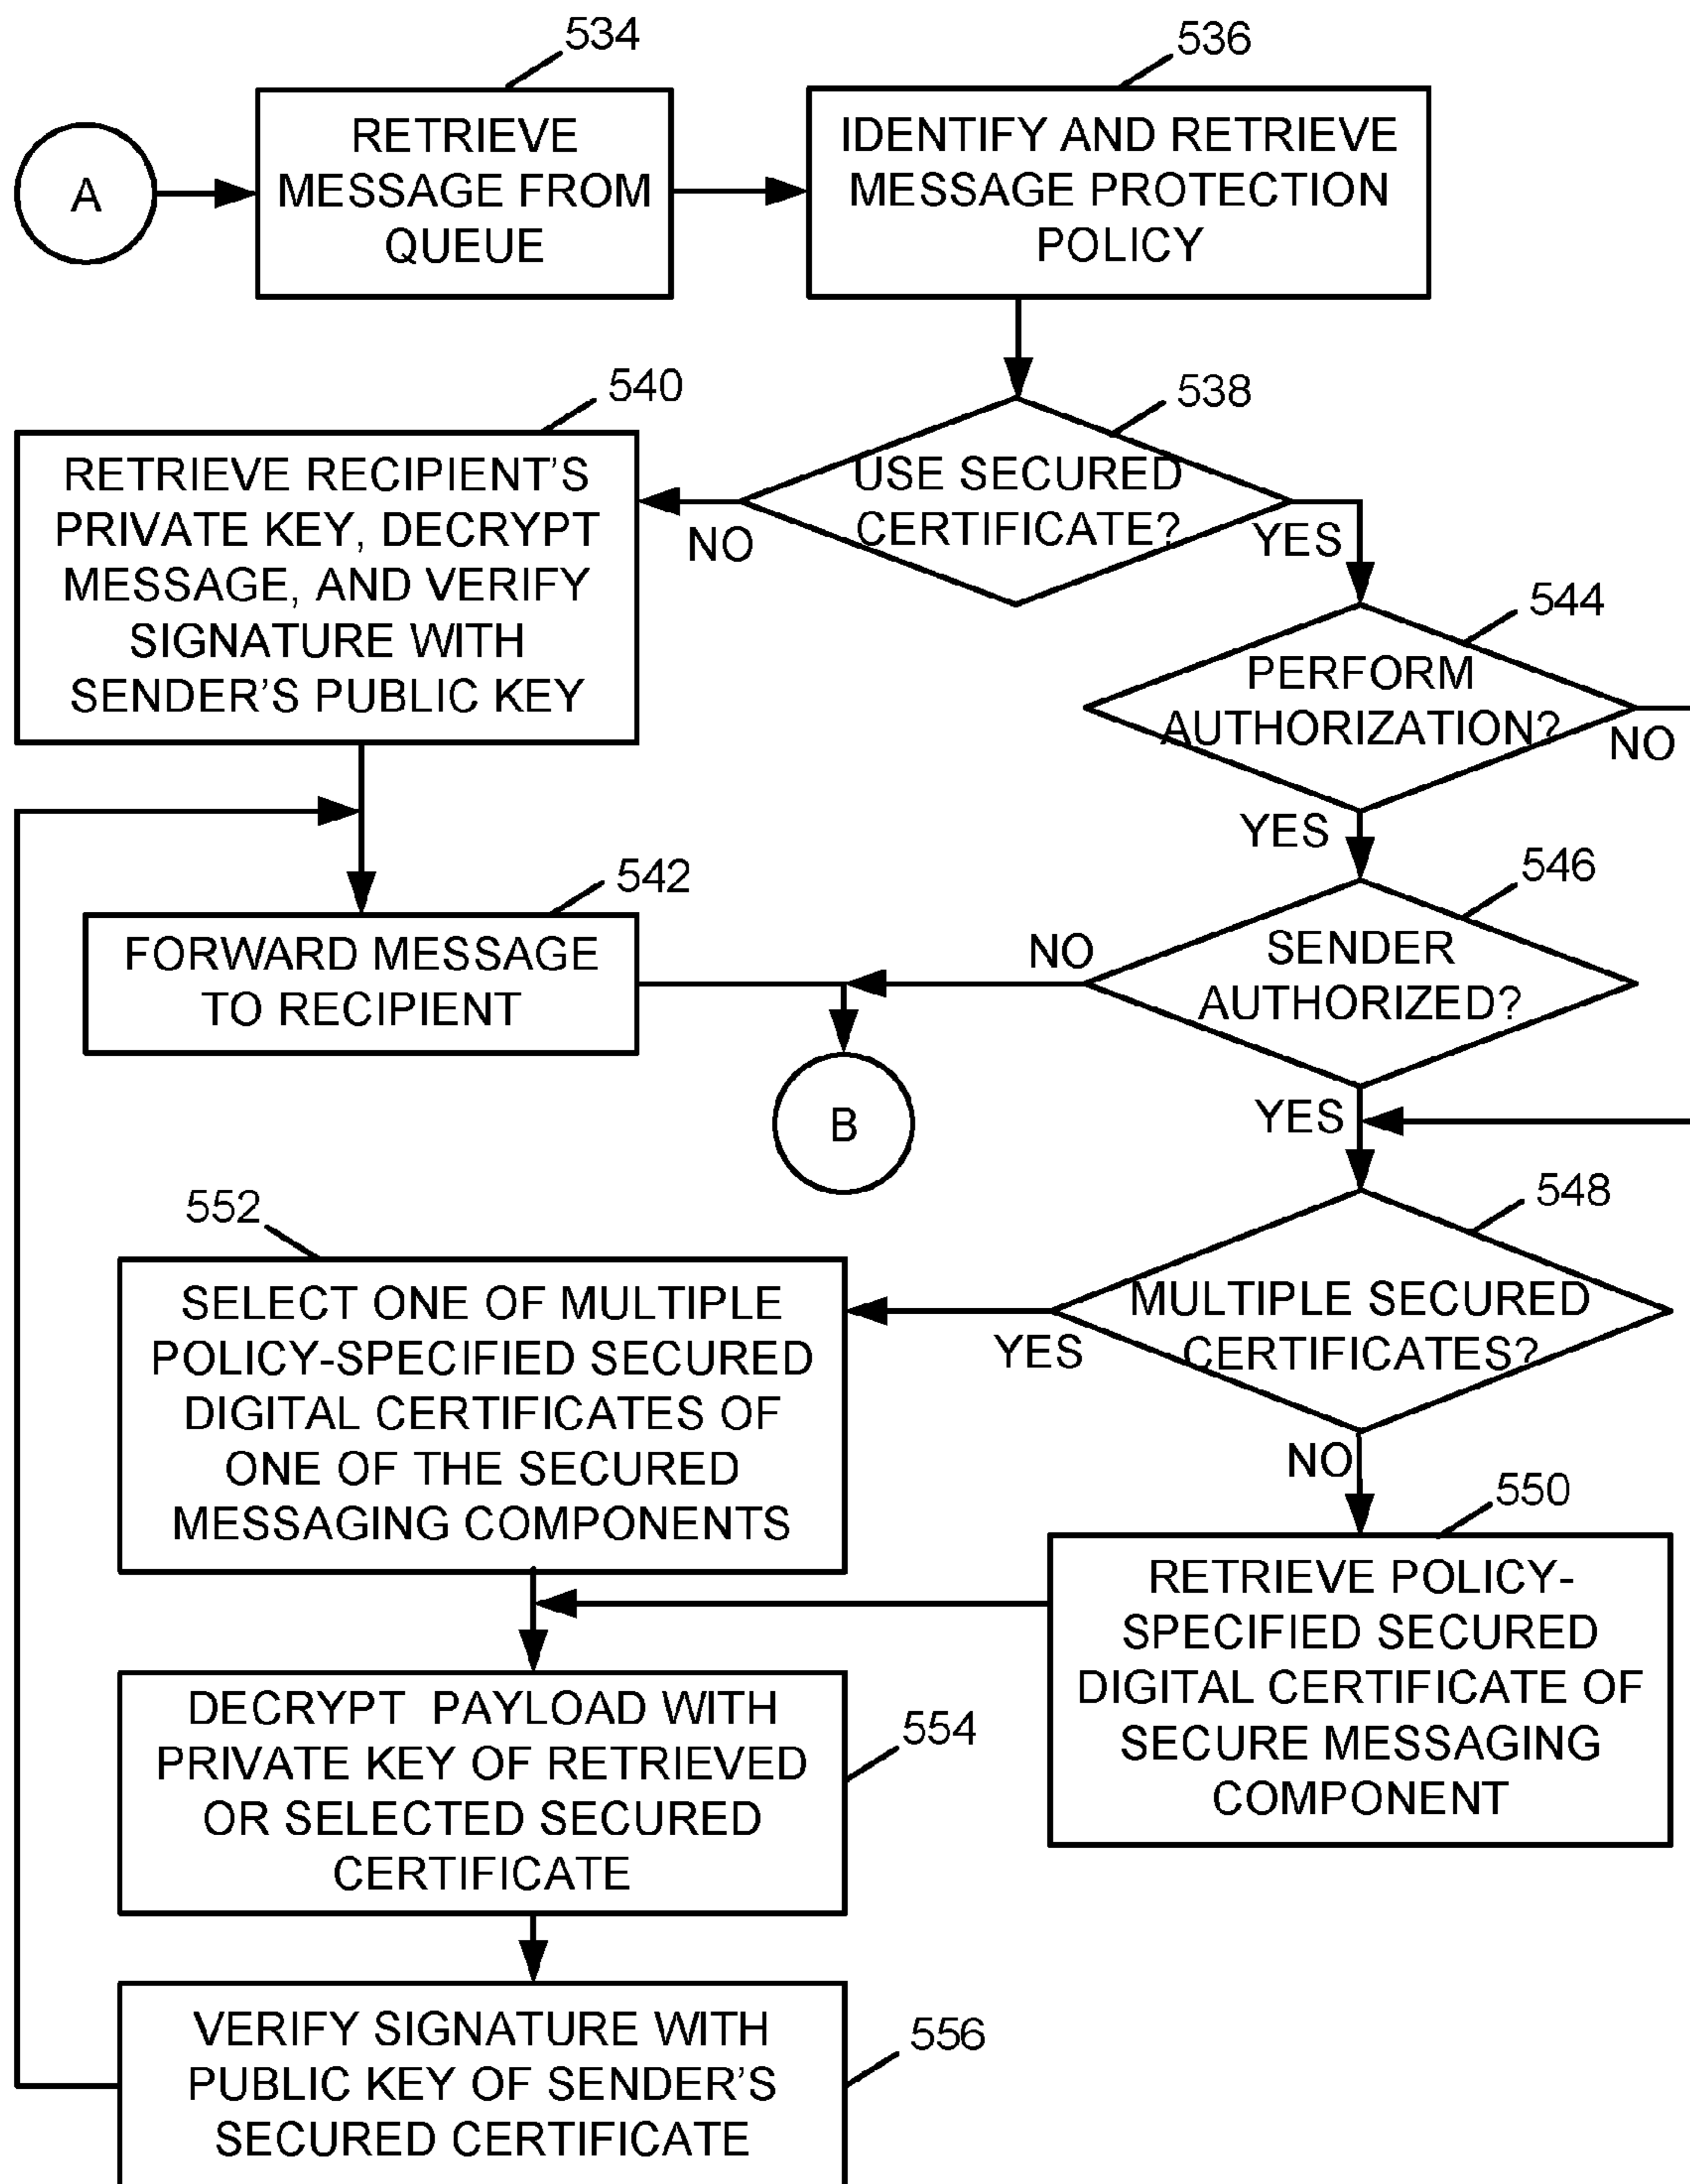 534
536
A
RETRIEVE
MESSAGE FROM
QUEUE
IDENTIFY AND RETRIEVE
MESSAGE PROTECTION
POLICY
540
538
RETRIEVE RECIPIENT'S
PRIVATE KEY, DECRYPT
MESSAGE, AND VERIFY
SIGNATURE WITH
SENDER'S PUBLIC KEY
USE SECURED
CERTIFICATE?
NO
YES
544
PERFORM
AUTHORIZATION?
NO
YES
542
546
FORWARD MESSAGE
TO RECIPIENT
NO
SENDER
AUTHORIZED?
B
YES
552
548
SELECT ONE OF MULTIPLE
POLICY-SPECIFIED SECURED
DIGITAL CERTIFICATES OF
ONE OF THE SECURED
MESSAGING COMPONENTS
YES
MULTIPLE SECURED
CERTIFICATES?
NO
550
RETRIEVE POLICY-
SPECIFIED SECURED
DIGITAL CERTIFICATE OF
SECURE MESSAGING
COMPONENT
DECRYPT PAYLOAD WITH
PRIVATE KEY OF RETRIEVED
OR SELECTED SECURED
CERTIFICATE
554
VERIFY SIGNATURE WITH
PUBLIC KEY OF SENDER'S
SECURED CERTIFICATE
556